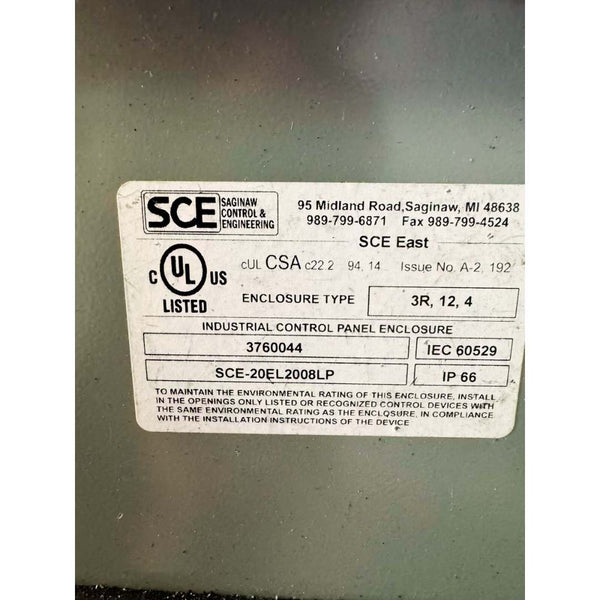 SCE SAGINAW CONTROL & ENGINEERING
95 Midland Road,Saginaw, MI 48638
989-799-6871 Fax 989-799-4524
SCE East
C UL US LISTED
cUL CSA c22.2 94, 14 Issue No. A-2, 192
ENCLOSURE TYPE 3R, 12, 4
INDUSTRIAL CONTROL PANEL ENCLOSURE
3760044 IEC 60529
SCE-20EL2008LP IP 66
TO MAINTAIN THE ENVIRONMENTAL RATING OF THIS ENCLOSURE, INSTALL
IN THE OPENINGS ONLY LISTED OR RECOGNIZED CONTROL DEVICES WITH
THE SAME ENVIRONMENTAL RATING AS THE ENCLOSURE, IN COMPLIANCE
WITH THE INSTALLATION INSTRUCTIONS OF THE DEVICE